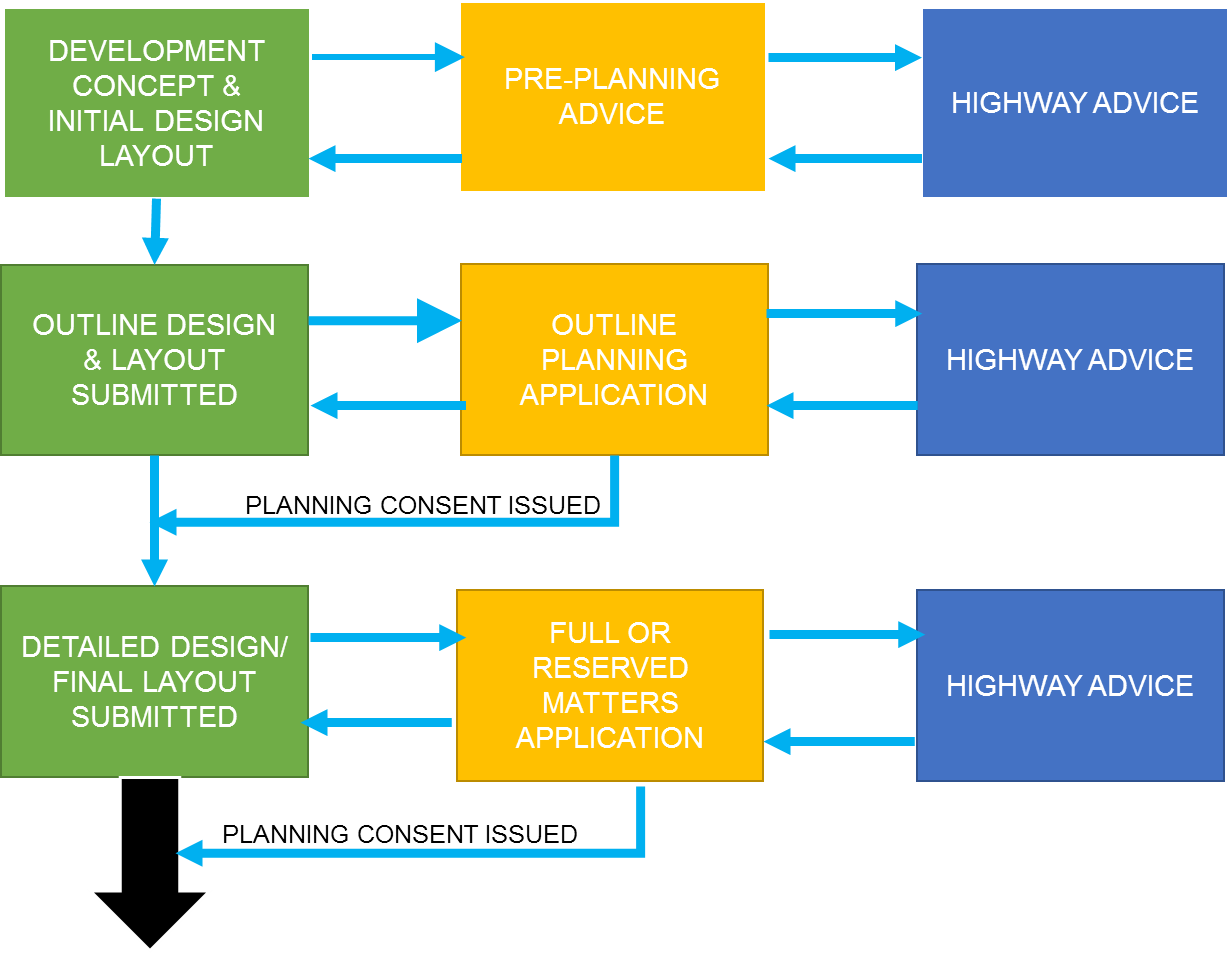 DEVELOPMENT
CONCEPT &
INITIAL DESIGN
LAYOUT
PRE-PLANNING
ADVICE
HIGHWAY ADVICE
OUTLINE DESIGN
& LAYOUT
SUBMITTED
OUTLINE
PLANNING
APPLICATION
HIGHWAY ADVICE
PLANNING CONSENT ISSUED
DETAILED DESIGN/
FINAL LAYOUT
SUBMITTED
FULL OR
RESERVED
MATTERS
APPLICATION
HIGHWAY ADVICE
PLANNING CONSENT ISSUED